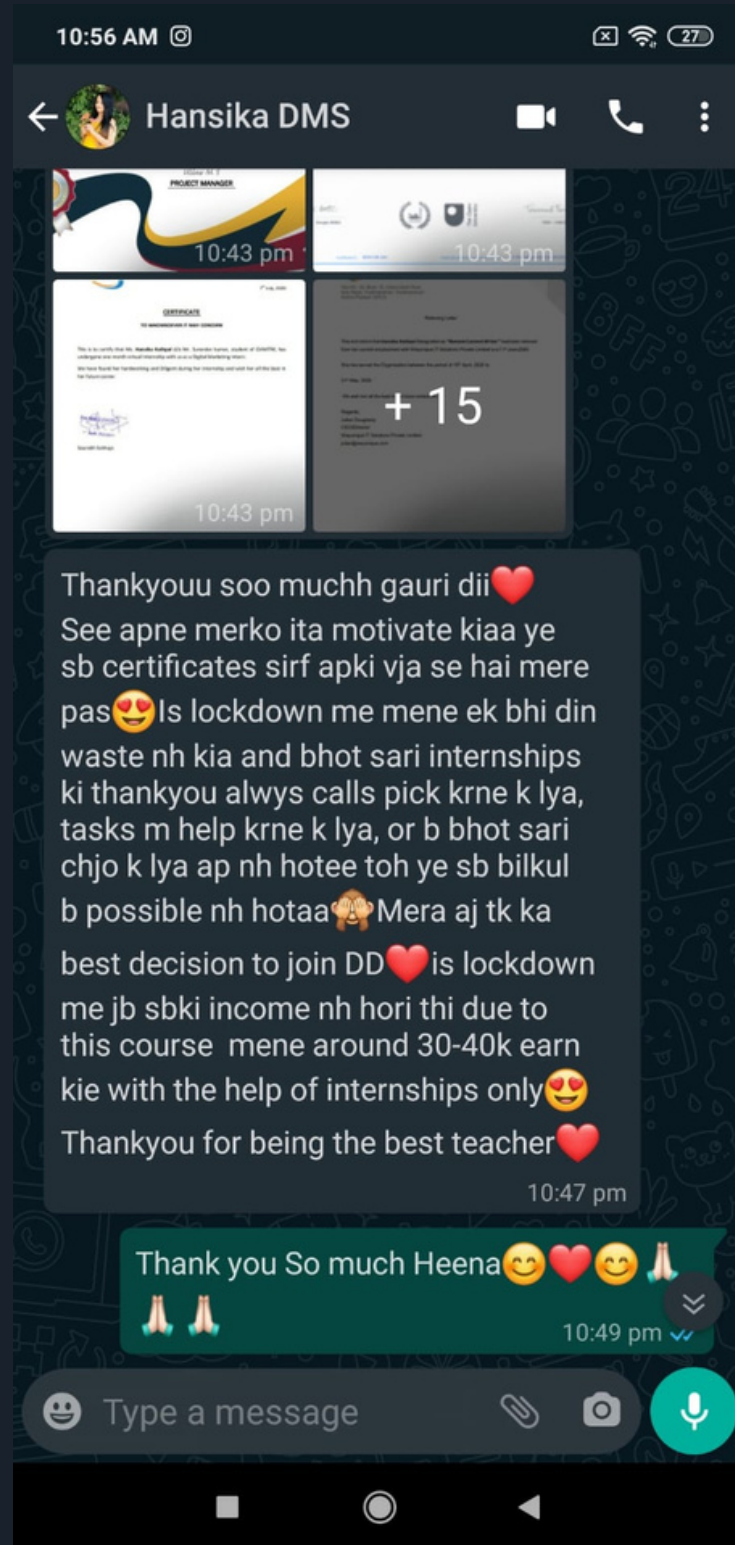 10:56 AM
27
Hansika DMS
PROJECT MANAGER
10:43 pm
10:43 pm
CERTIFICATE
TO WHOMSOEVER IT MAY CONCERN
10:43 pm
Relieving Letter
+ 15
Thankyouu soo muchh gauri dii❤️
See apne merko ita motivate kiaa ye
sb certificates sirf apki vja se hai mere
pas😍Is lockdown me mene ek bhi din
waste nh kia and bhot sari internships
ki thankyou alwys calls pick krne k lya,
tasks m help krne k lya, or b bhot sari
chjo k lya ap nh hotee toh ye sb bilkul
b possible nh hotaa🙈Mera aj tk ka
best decision to join DD❤️is lockdown
me jb sbki income nh hori thi due to
this course mene around 30-40k earn
kie with the help of internships only😍
Thankyou for being the best teacher❤️
10:47 pm
Thank you So much Heena😊❤️😊🙏🏻
🙏🏻🙏🏻
10:49 pm
Type a message